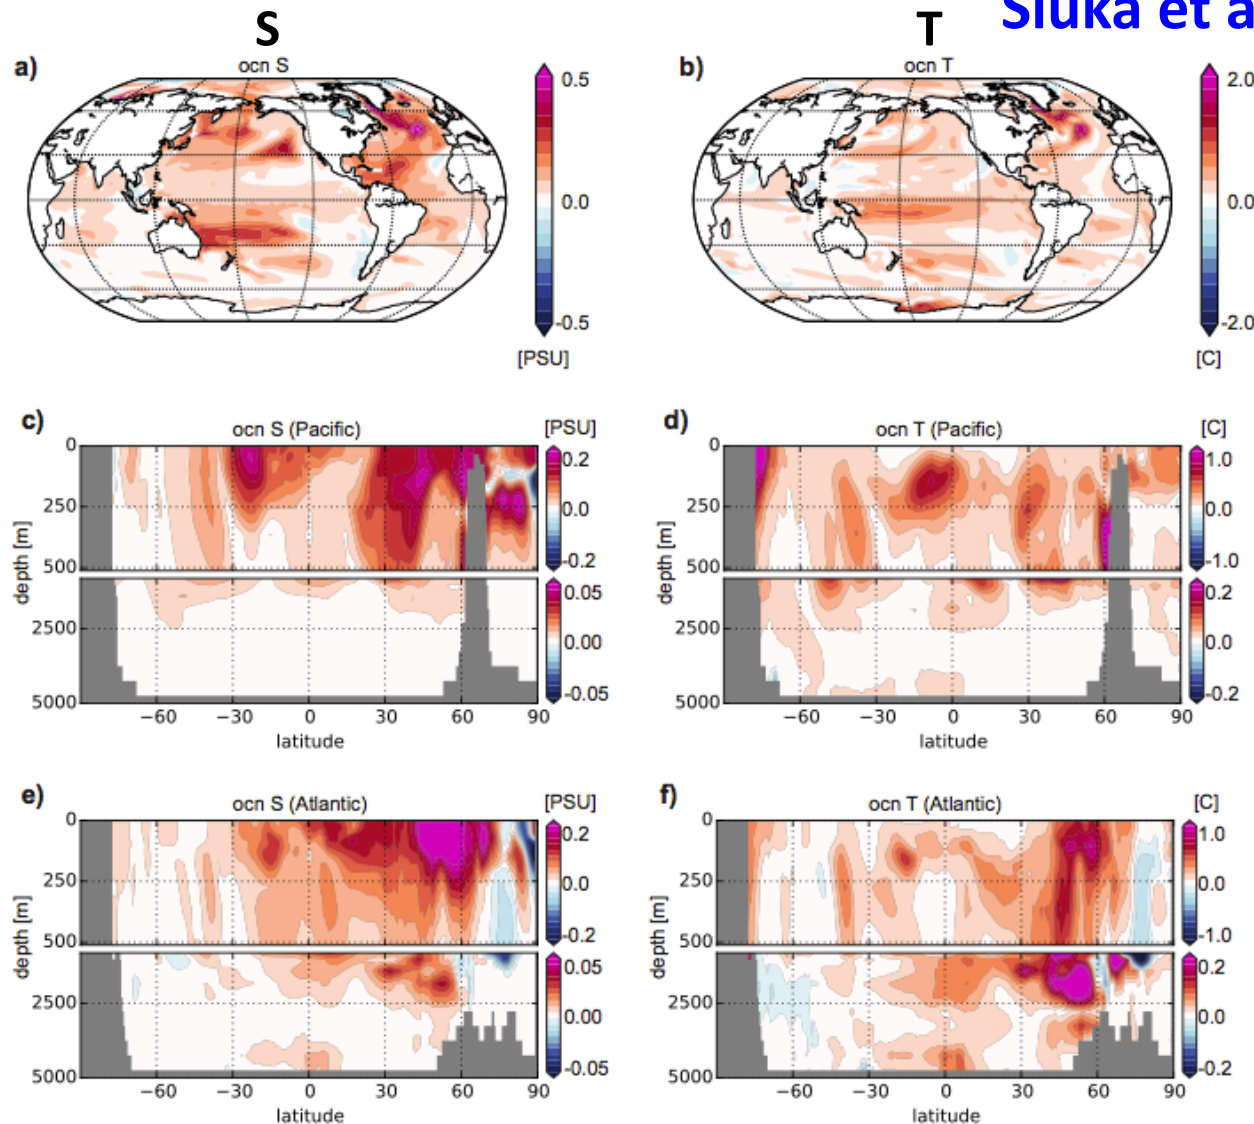 S
T
Sluka et a
a)
ocn S
0.5
0.0
-0.5
[PSU]
b)
ocn T
2.0
0.0
-2.0
[C]
c)
ocn S (Pacific)
[PSU]
0
250
500
2500
5000
depth [m]
0.2
0.0
-0.2
0.05
0.00
-0.05
−60
−30
0
30
60
90
latitude
d)
ocn T (Pacific)
[C]
0
250
500
2500
5000
depth [m]
1.0
0.0
-1.0
0.2
0.0
-0.2
−60
−30
0
30
60
90
latitude
e)
ocn S (Atlantic)
[PSU]
0
250
500
2500
5000
depth [m]
0.2
0.0
-0.2
0.05
0.00
-0.05
−60
−30
0
30
60
90
latitude
f)
ocn T (Atlantic)
[C]
0
250
500
2500
5000
depth [m]
1.0
0.0
-1.0
0.2
0.0
-0.2
−60
−30
0
30
60
90
latitude